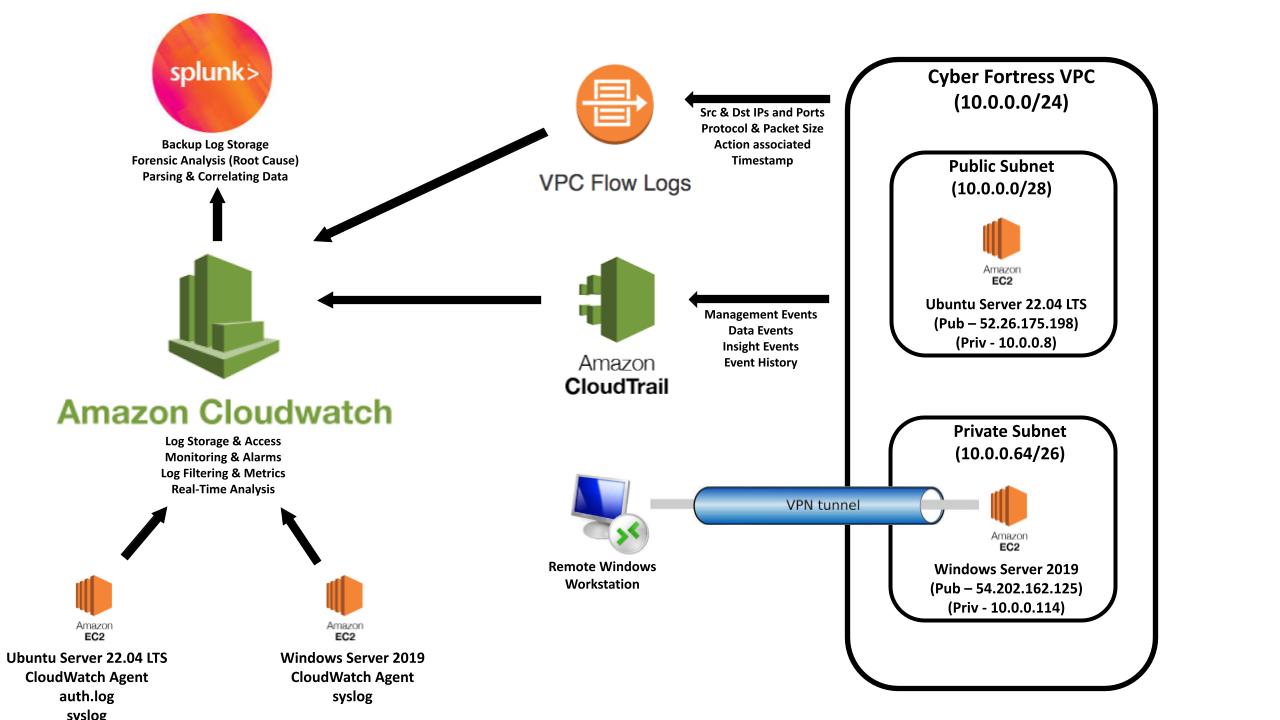 splunk>
Backup Log Storage
Forensic Analysis (Root Cause)
Parsing & Correlating Data
VPC Flow Logs
Src & Dst IPs and Ports
Protocol & Packet Size
Action associated
Timestamp
Cyber Fortress VPC
(10.0.0.0/24)
Public Subnet
(10.0.0.0/28)
Amazon
EC2
Ubuntu Server 22.04 LTS
(Pub – 52.26.175.198)
(Priv - 10.0.0.8)
Amazon
CloudTrail
Management Events
Data Events
Insight Events
Event History
Amazon Cloudwatch
Log Storage & Access
Monitoring & Alarms
Log Filtering & Metrics
Real-Time Analysis
Private Subnet
(10.0.0.64/26)
VPN tunnel
Amazon
EC2
Windows Server 2019
(Pub – 54.202.162.125)
(Priv - 10.0.0.114)
Remote Windows
Workstation
Amazon
EC2
Ubuntu Server 22.04 LTS
CloudWatch Agent
auth.log
syslog
Amazon
EC2
Windows Server 2019
CloudWatch Agent
syslog